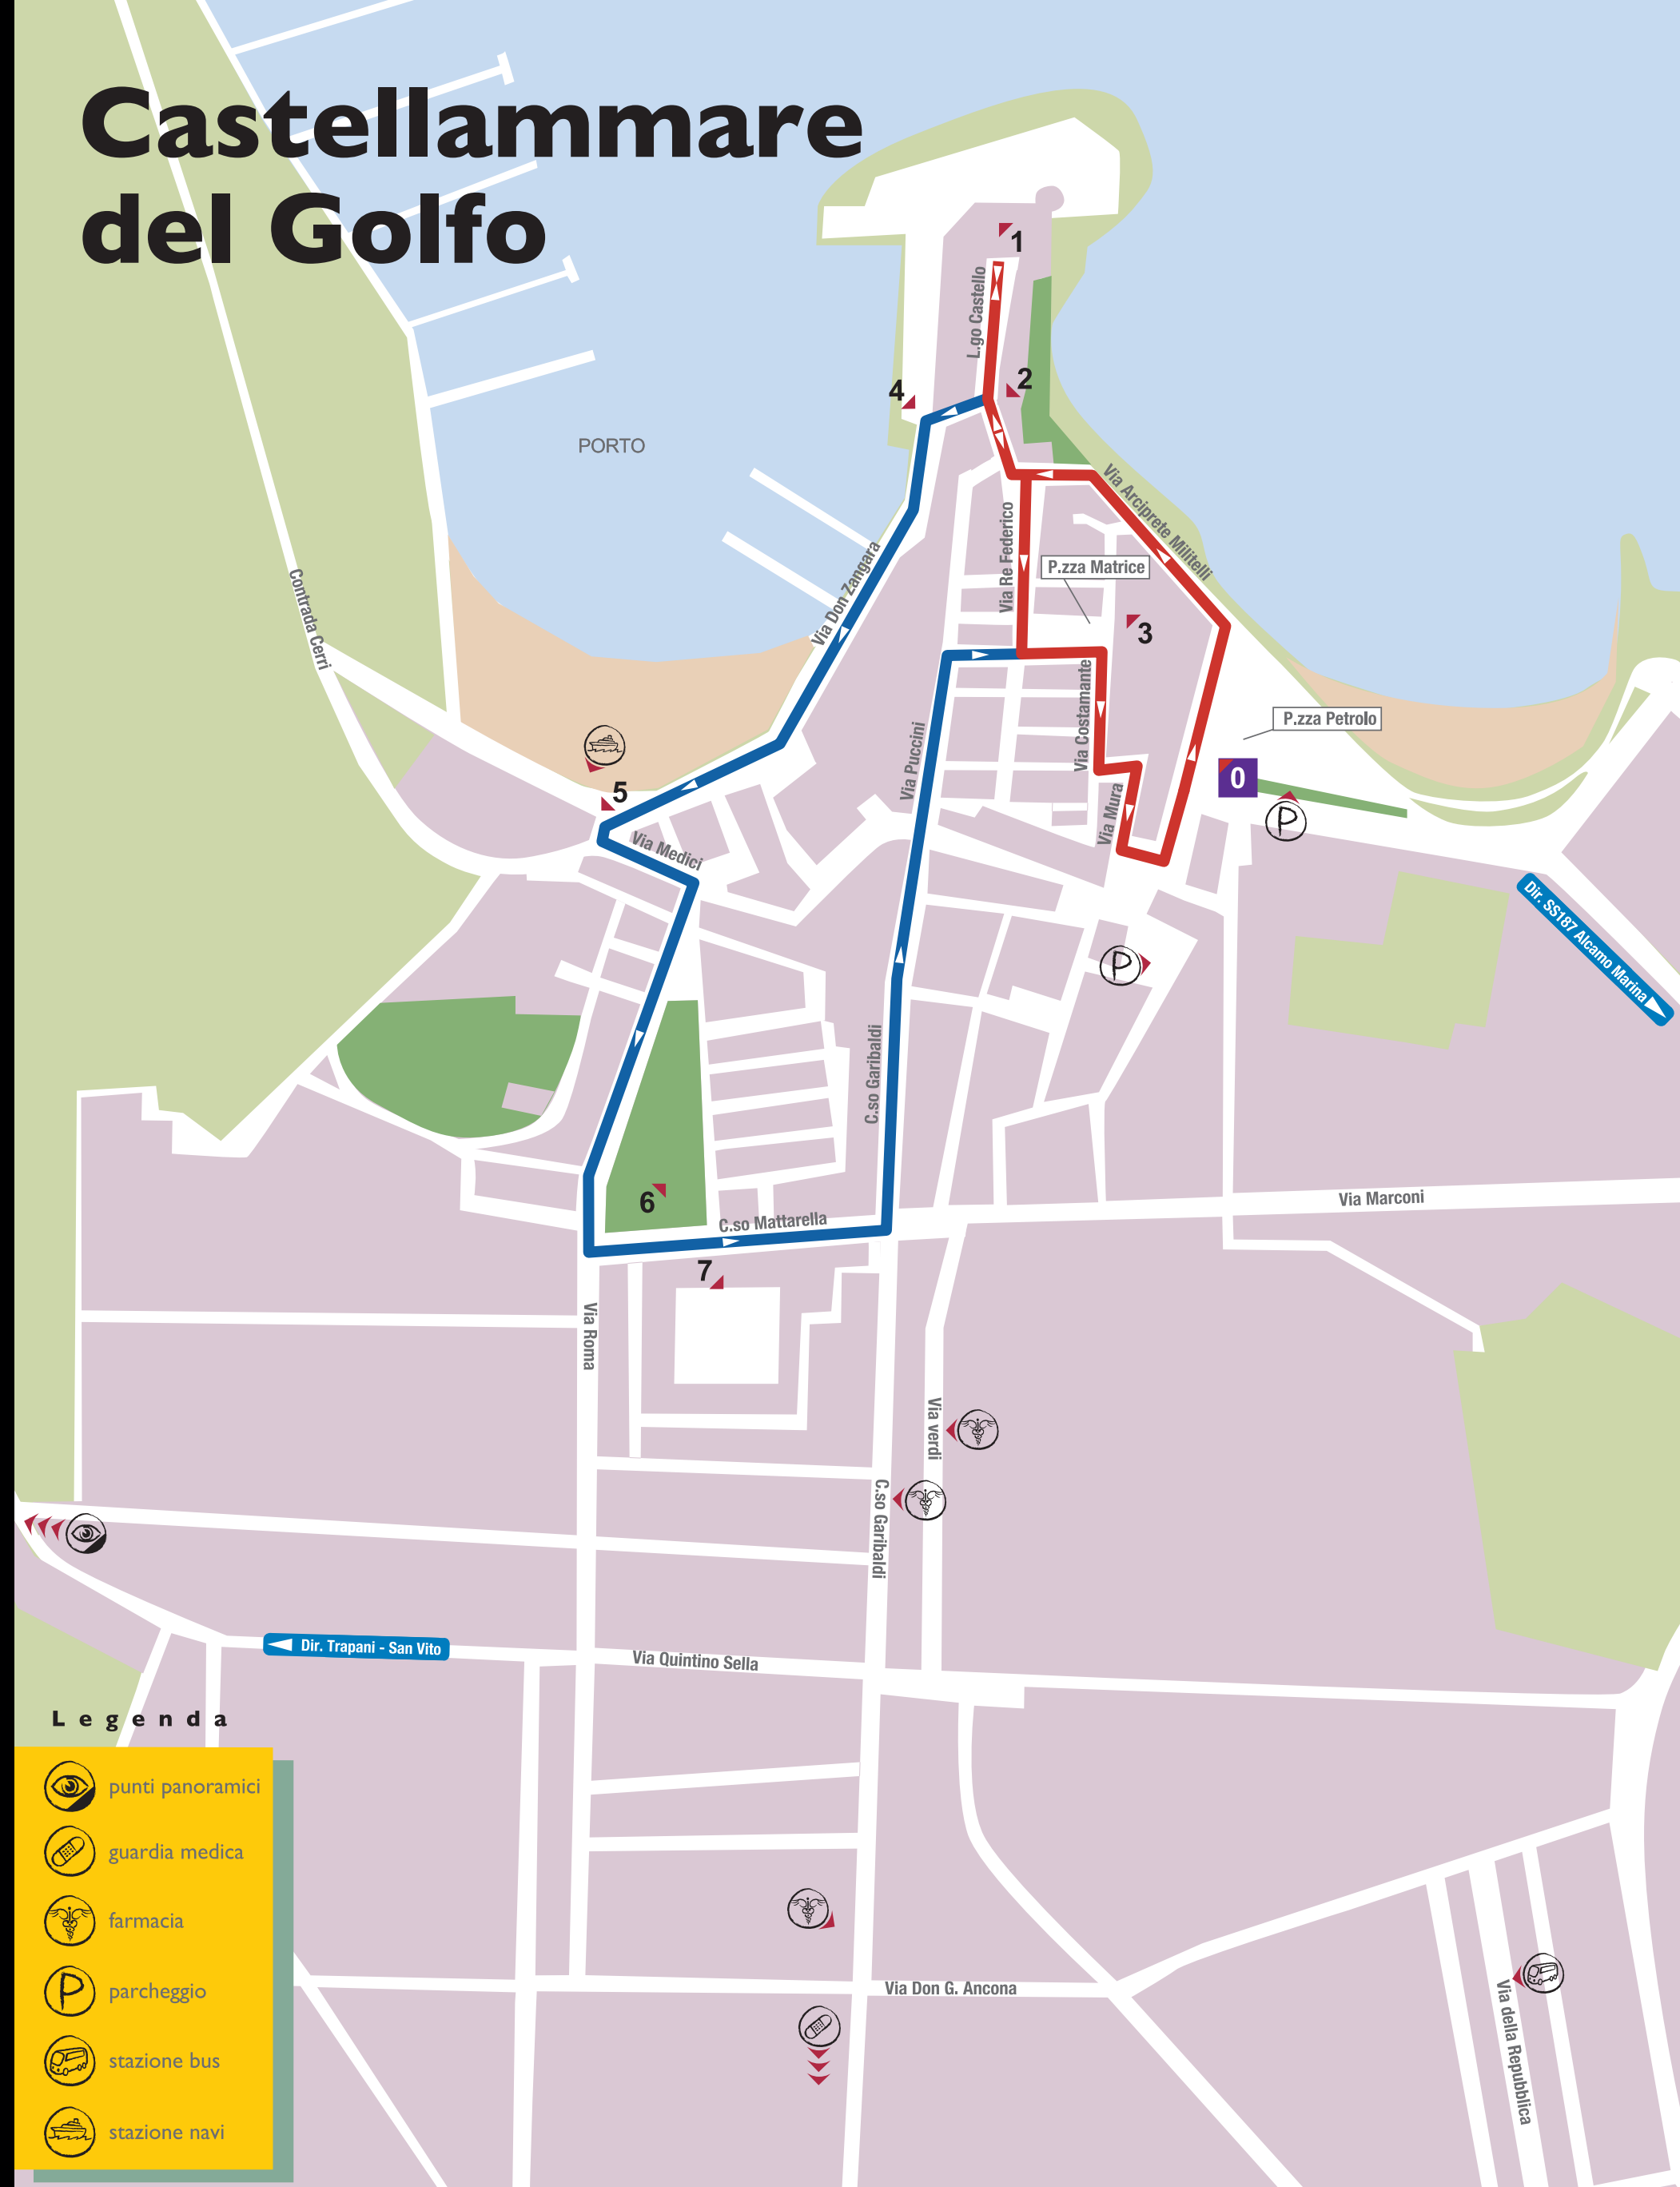 Castellammare
del Golfo
1
L.go Castello
2
4
PORTO
Via Arciprete Militelli
Via Re Federico
P.zza Matrice
Via Don Zangara
Contrada Cerri
3
Via Costamante
P.zza Petrolo
Via Puccini
0
5
Via Mura
P
Via Medici
Dir. SS187 Alcamo Marina
P
C.so Garibaldi
6
Via Marconi
C.so Mattarella
7
Via Roma
Via verdi
C.so Garibaldi
Dir. Trapani - San Vito
Via Quintino Sella
Via Don G. Ancona
Via della Repubblica
Legenda
punti panoramici
guardia medica
farmacia
P parcheggio
stazione bus
stazione navi